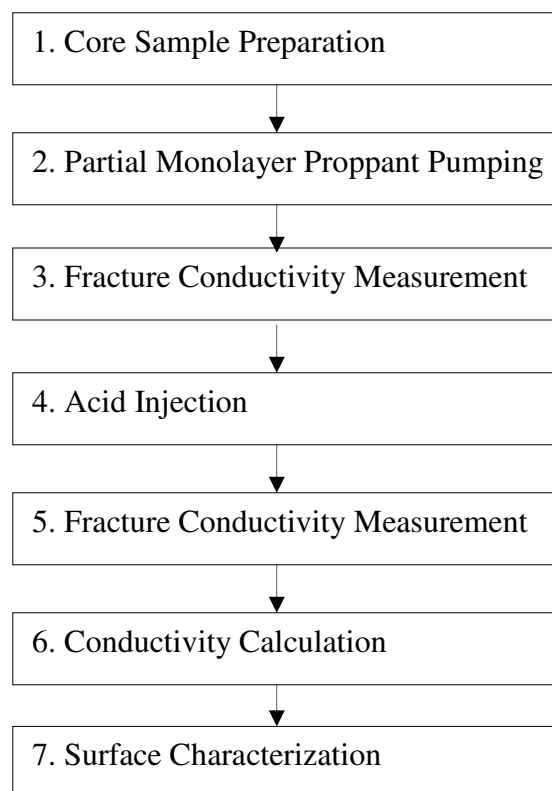 1. Core Sample Preparation
2. Partial Monolayer Proppant Pumping
3. Fracture Conductivity Measurement
4. Acid Injection
5. Fracture Conductivity Measurement
6. Conductivity Calculation
7. Surface Characterization